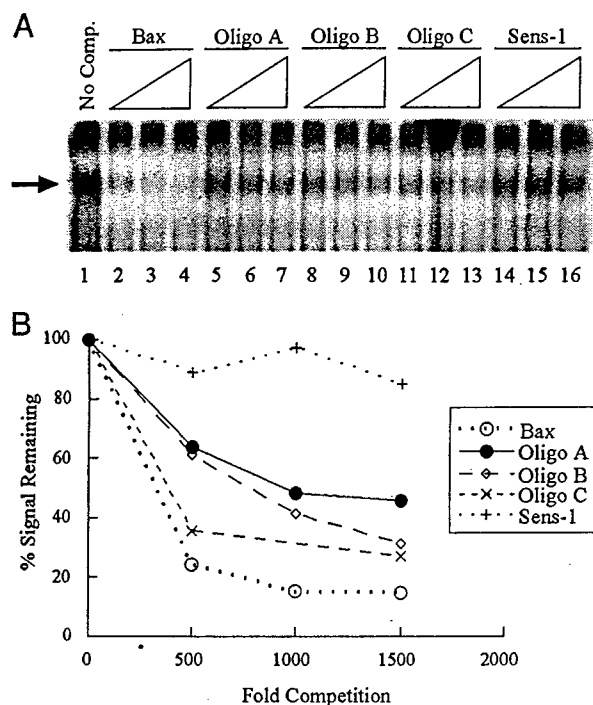 A
No Comp.
Bax Oligo A Oligo B Oligo C Sens-1
1 2 3 4 5 6 7 8 9 10 11 12 13 14 15 16
B
% Signal Remaining
100
80
60
40
20
0
0 500 1000 1500 2000
Fold Competition
Bax
Oligo A
Oligo B
Oligo C
Sens-1